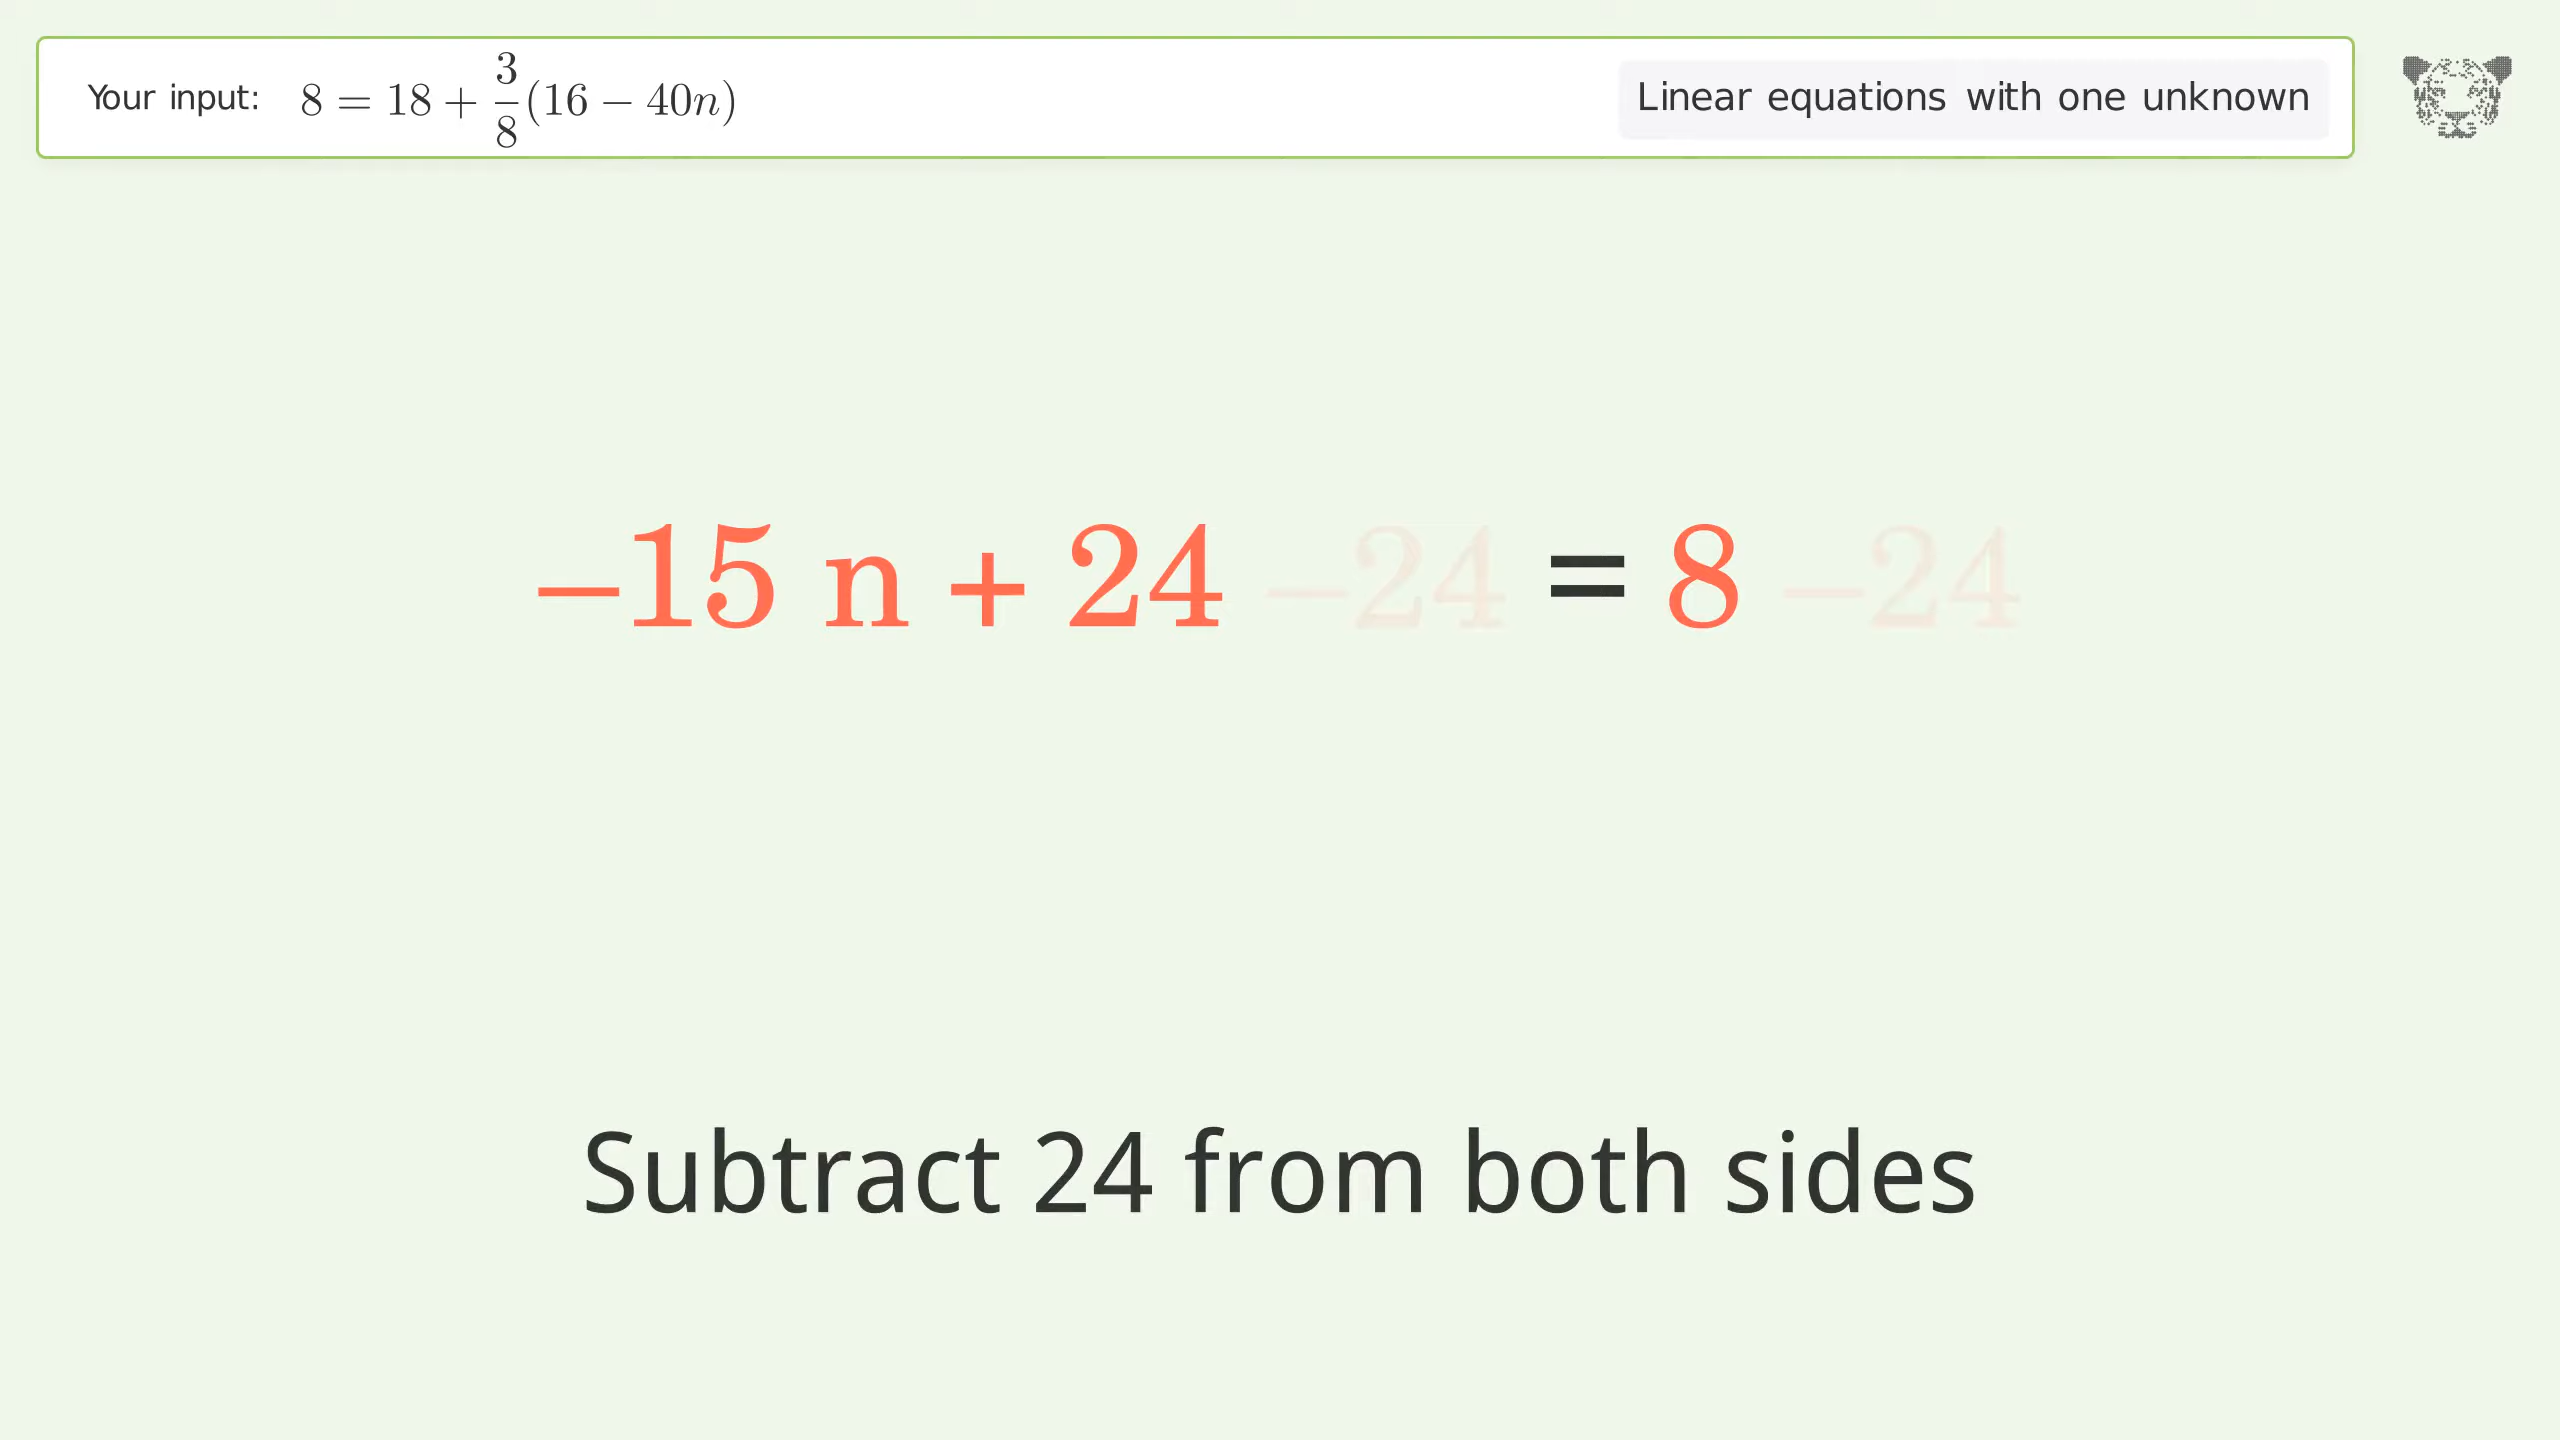 Your input: 8 = 18 + \frac{3}{8}(16 − 40n)
Linear equations with one unknown
−15 n + 24 −24 = 8 −24
Subtract 24 from both sides